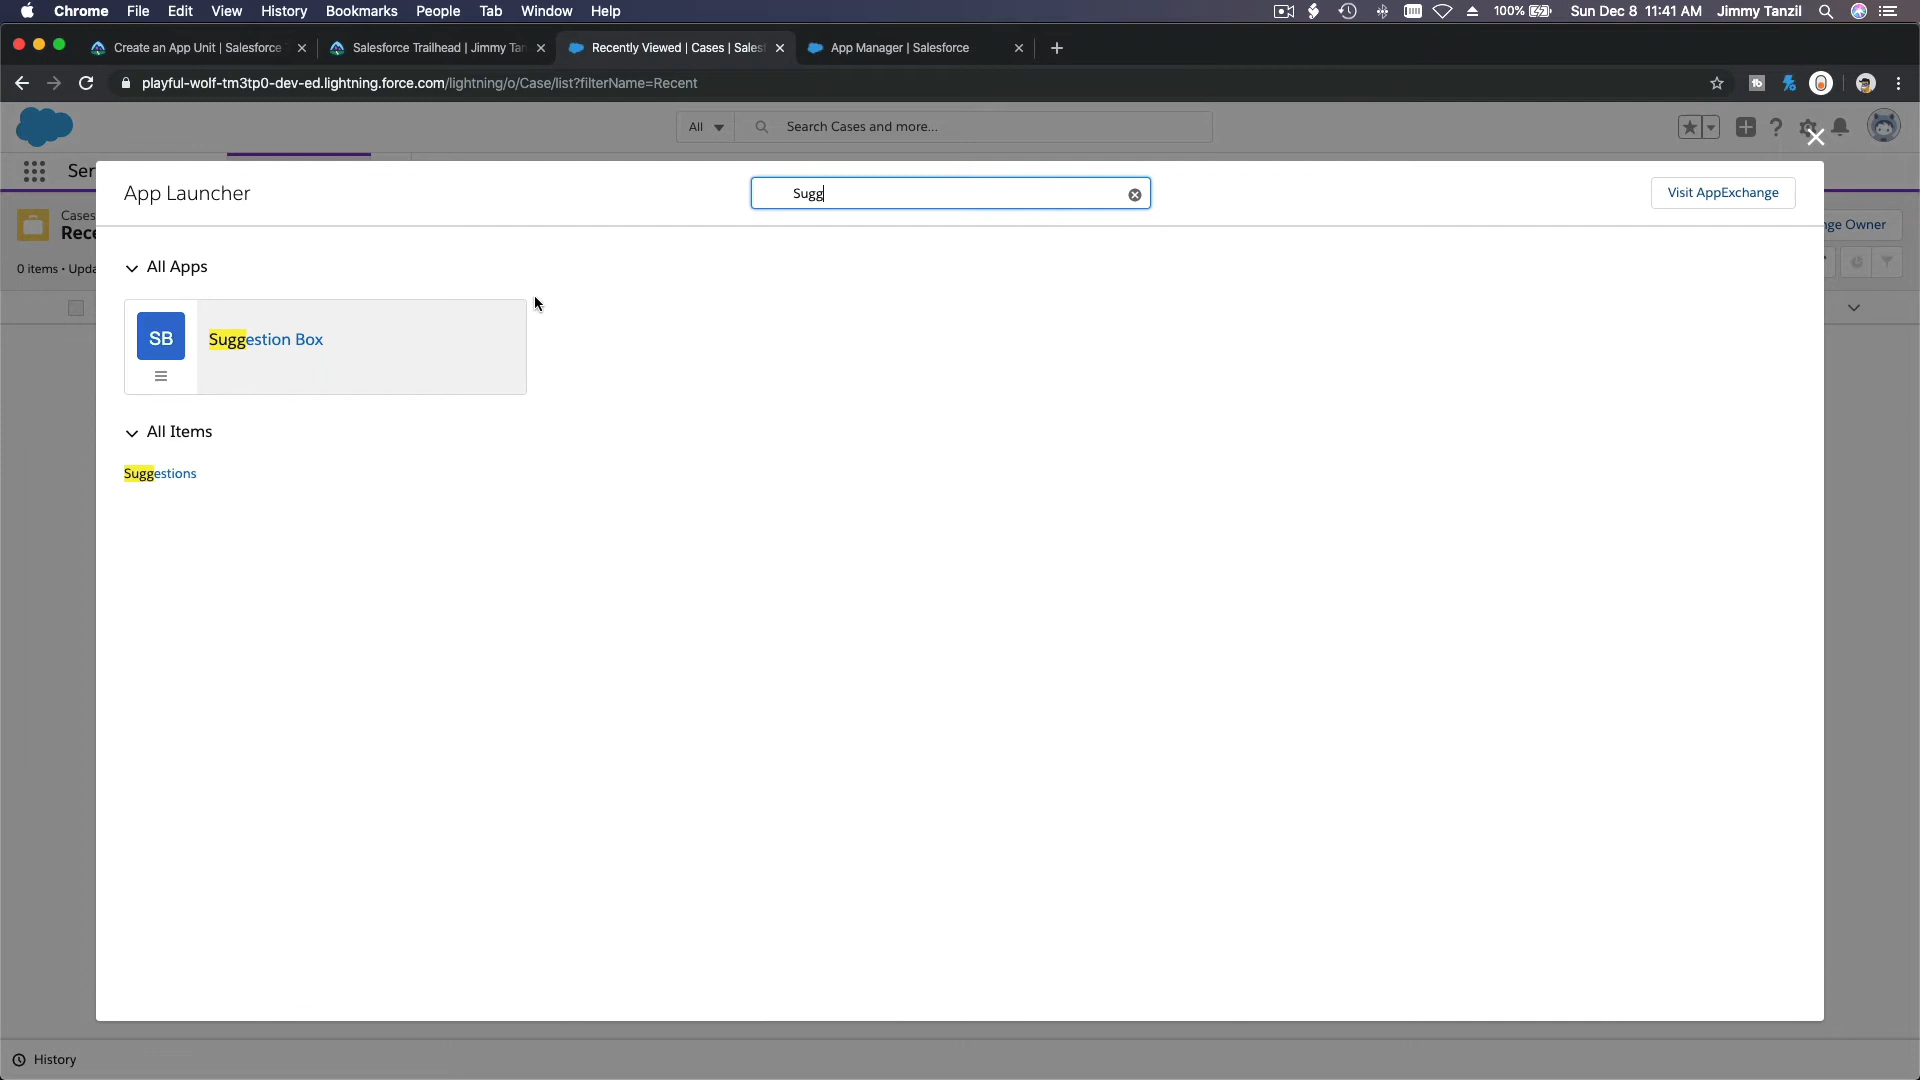 Chrome File Edit View History Bookmarks People Tab Window Help 100% Sun Dec 8 11:41 AM Jimmy Tanzil
Create an App Unit | Salesforce Salesforce Trailhead | Jimmy Tan Recently Viewed | Cases | Sales App Manager | Salesforce
playful-wolf-tm3tp0-dev-ed.lightning.force.com/lightning/o/Case/list?filterName=Recent
All Search Cases and more...
Ser
App Launcher Sugg Visit AppExchange
Cases
Rece
nge Owner
0 items • Upda
All Apps
SB Suggestion Box
All Items
Suggestions
History